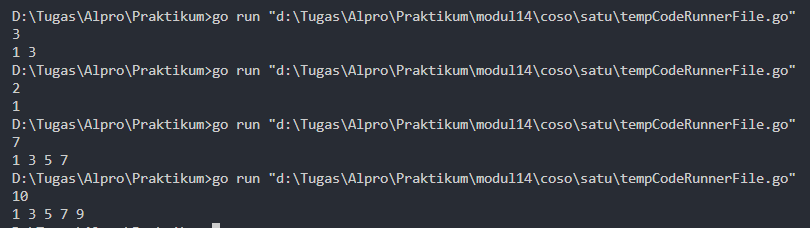 D:\Tugas\Alpro\Praktikum>go run "d:\Tugas\Alpro\Praktikum\modul14\coso\satu\tempCodeRunnerFile.go"
3
1 3
D:\Tugas\Alpro\Praktikum>go run "d:\Tugas\Alpro\Praktikum\modul14\coso\satu\tempCodeRunnerFile.go"
2
1
D:\Tugas\Alpro\Praktikum>go run "d:\Tugas\Alpro\Praktikum\modul14\coso\satu\tempCodeRunnerFile.go"
7
1 3 5 7
D:\Tugas\Alpro\Praktikum>go run "d:\Tugas\Alpro\Praktikum\modul14\coso\satu\tempCodeRunnerFile.go"
10
1 3 5 7 9